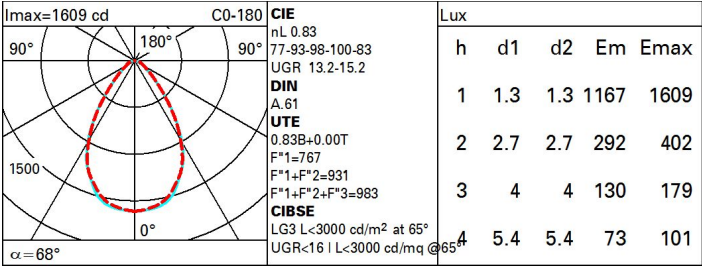 Imax=1609 cd C0-180
90° 180° 90°
1500
0°
α=68°
CIE
nL 0.83
77-93-98-100-83
UGR 13.2-15.2
DIN
A.61
UTE
0.83B+0.00T
F"1=767
F"1+F"2=931
F"1+F"2+F"3=983
CIBSE
LG3 L<3000 cd/m² at 65°
UGR<16 | L<3000 cd/mq @65°
Lux
h d1 d2 Em Emax
1 1.3 1.3 1167 1609
2 2.7 2.7 292 402
3 4 4 130 179
4 5.4 5.4 73 101